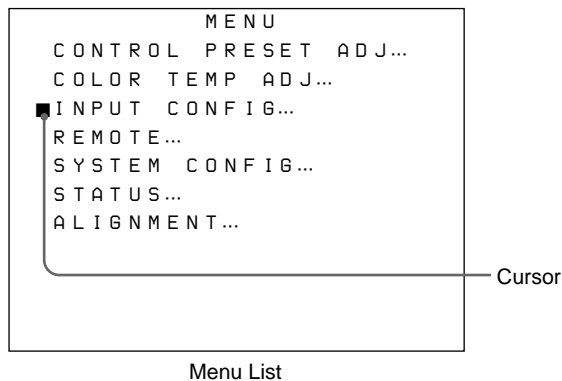 MENU
CONTROL PRESET ADJ…
COLOR TEMP ADJ…
INPUT CONFIG…
REMOTE…
SYSTEM CONFIG…
STATUS…
ALIGNMENT…
Cursor
Menu List